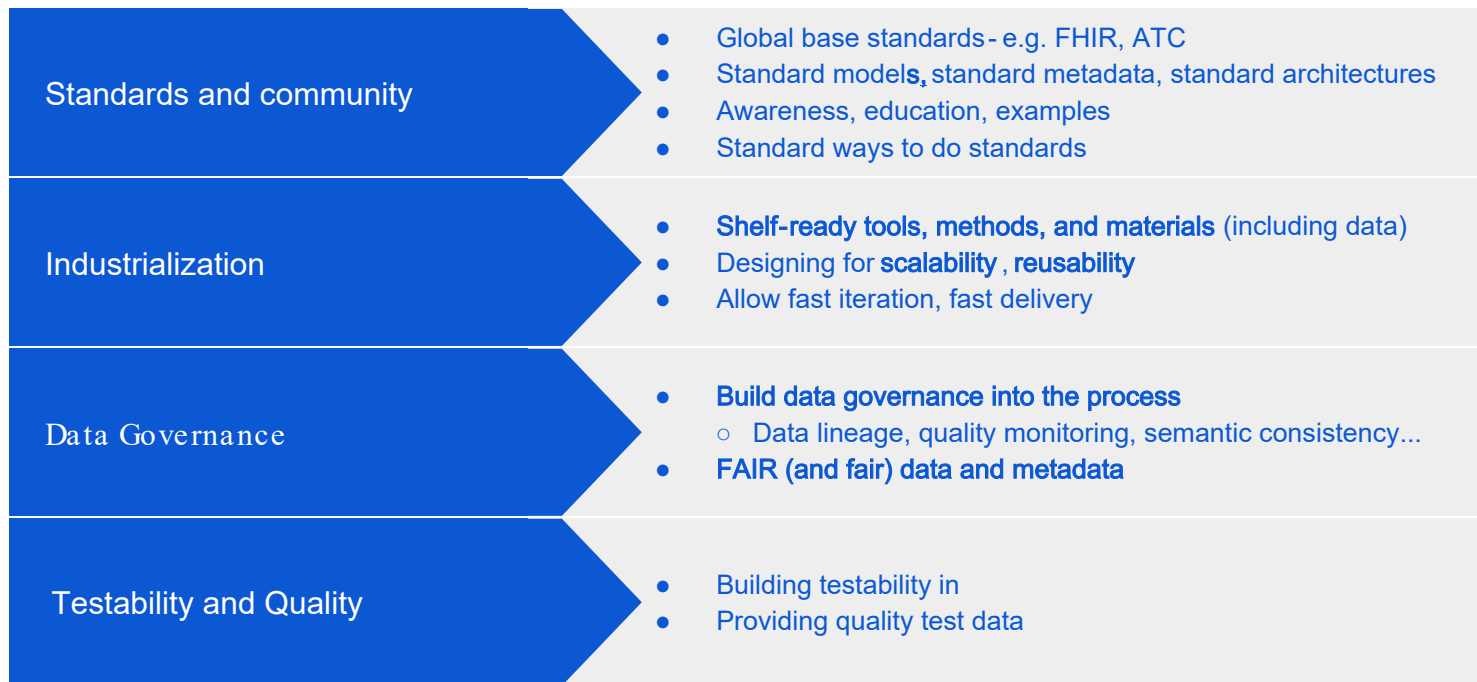 Standards and community
● Global base standards - e.g. FHIR, ATC
● Standard models, standard metadata, standard architectures
● Awareness, education, examples
● Standard ways to do standards
Industrialization
● Shelf-ready tools, methods, and materials (including data)
● Designing for scalability, reusability
● Allow fast iteration, fast delivery
Data Governance
● Build data governance into the process
○ Data lineage, quality monitoring, semantic consistency...
● FAIR (and fair) data and metadata
Testability and Quality
● Building testability in
● Providing quality test data